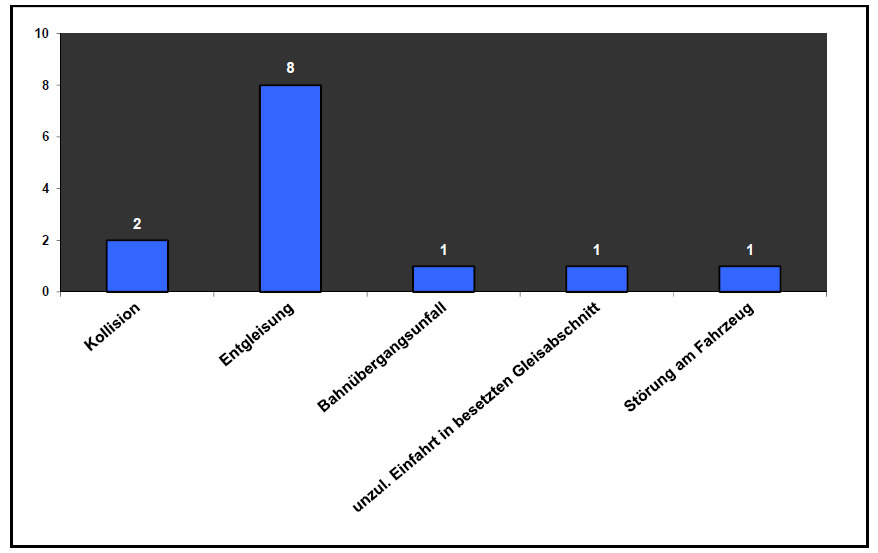 10
8
6
4
2
0
2
8
1
1
1
Kollision
Entgleisung
Bahnübergangsunfall
unzul. Einfahrt in besetzten Gleisabschnitt
Störung am Fahrzeug